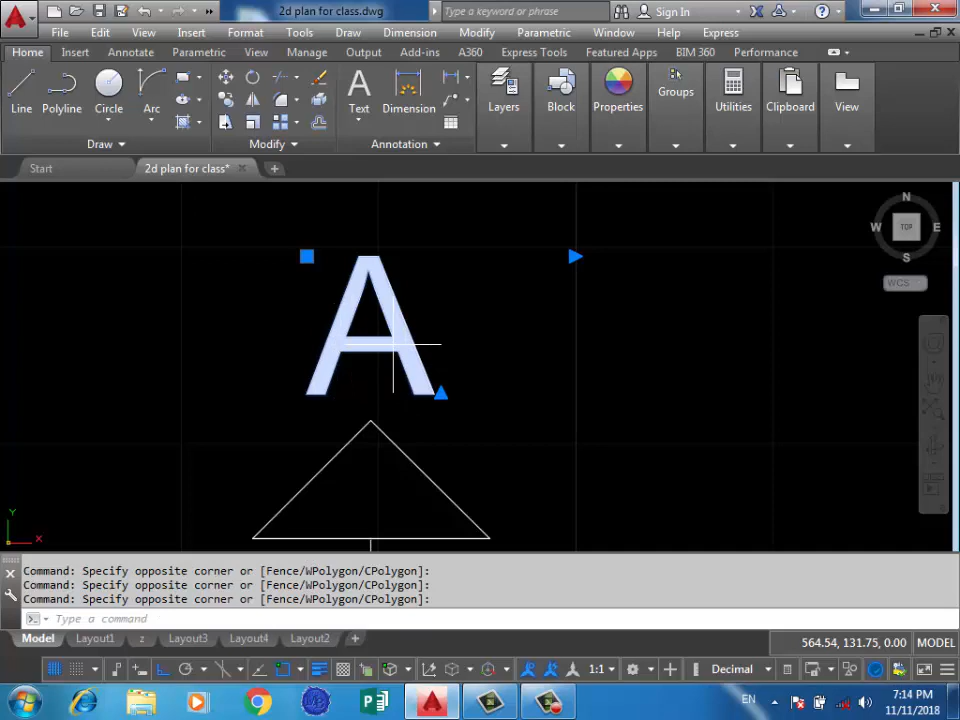 2d plan for class.dwg
Type a keyword or phrase
Sign In
File Edit View Insert Format Tools Draw Dimension Modify Parametric Window Help Express
Home Insert Annotate Parametric View Manage Output Add-ins A360 Express Tools Featured Apps BIM 360 Performance
Line Polyline Circle Arc
A
Text Dimension Layers Block Properties Groups Utilities Clipboard View
Draw Modify Annotation
Start 2d plan for class*
N
W TOP E
S
WCS
A
Y
X
Command: Specify opposite corner or [Fence/WPolygon/CPolygon]:
Command: Specify opposite corner or [Fence/WPolygon/CPolygon]:
Command: Specify opposite corner or [Fence/WPolygon/CPolygon]:
Type a command
Model Layout1 z Layout3 Layout4 Layout2
564.54, 131.75, 0.00 MODEL
1:1 Decimal
EN
7:14 PM
11/11/2018